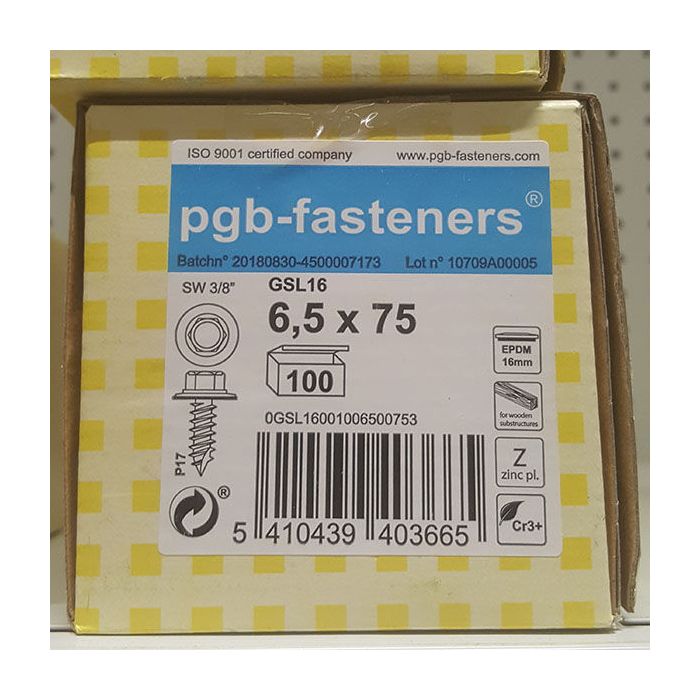 ISO 9001 certified company www.pgb-fasteners.com
pgb-fasteners®
Batchn° 20180830-4500007173 Lot n° 10709A00005
SW 3/8" GSL16
6,5 x 75
100
EPDM
16mm
for wooden
substructures
0GSL16001006500753
P17
Z
zinc pl.
®
Cr3+
5 410439 403665